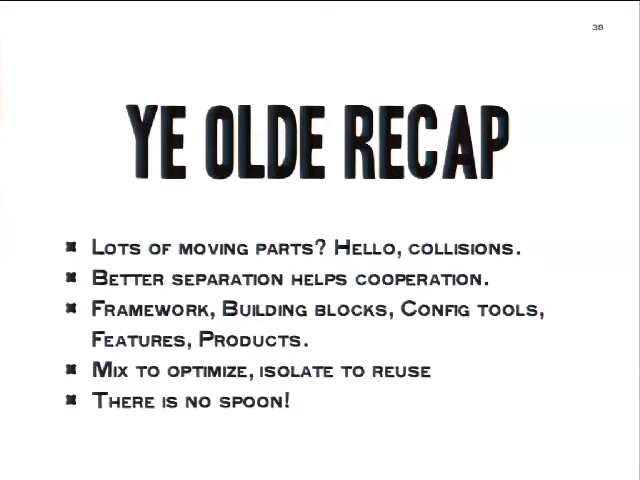 38
YE OLDE RECAP
Lots of moving parts? Hello, collisions.
Better separation helps cooperation.
Framework, Building blocks, Config tools,
Features, Products.
Mix to optimize, isolate to reuse
There is no spoon!